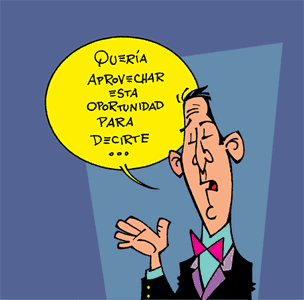 QUERÍA
APROVECHAR
ESTA
OPORTUNIDAD
PARA
DECIRTE
...